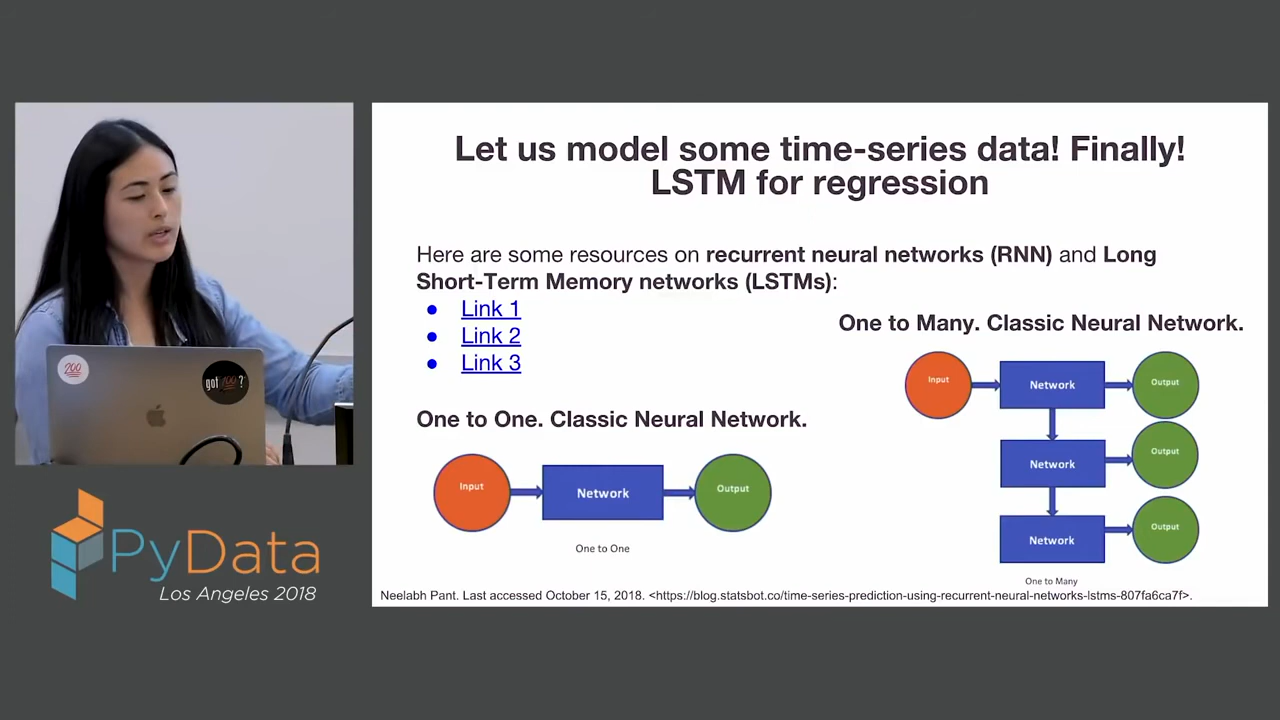 Let us model some time-series data! Finally!
LSTM for regression
Here are some resources on recurrent neural networks (RNN) and Long
Short-Term Memory networks (LSTMs):
● Link 1
● Link 2
● Link 3
One to Many. Classic Neural Network.
Input
Network
Output
Network
Output
Network
Output
One to Many
One to One. Classic Neural Network.
Input
Network
Output
One to One
Neelabh Pant. Last accessed October 15, 2018. <https://blog.statsbot.co/time-series-prediction-using-recurrent-neural-networks-lstms-807fa6ca7f>.
100
got 100 ?
PyData
Los Angeles 2018